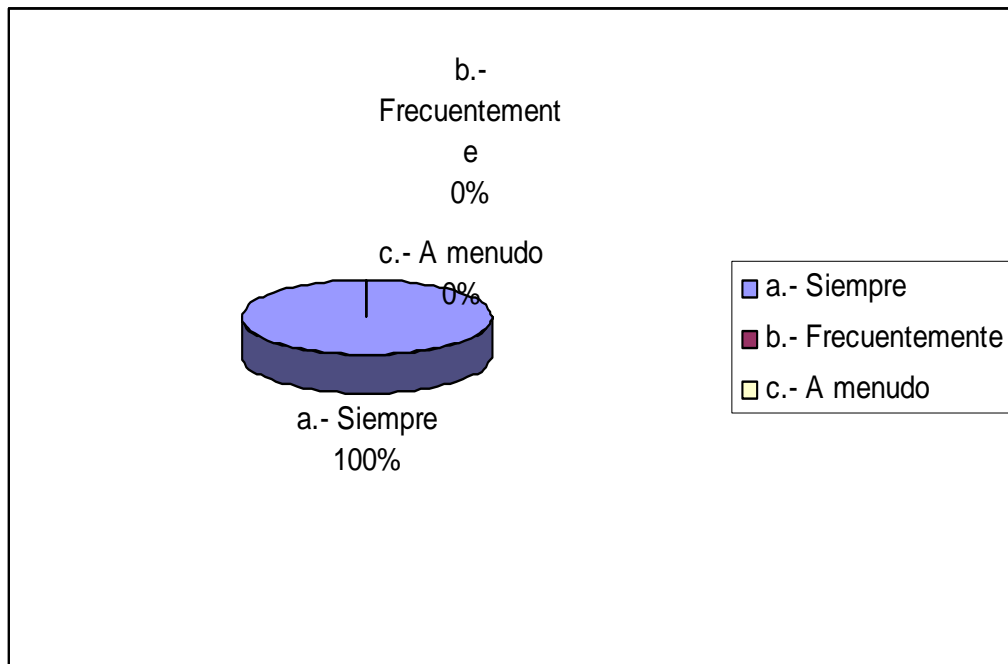 b.-
Frecuentement
e
0%
c.- A menudo
0%
a.- Siempre
100%
a.- Siempre
b.- Frecuentemente
c.- A menudo